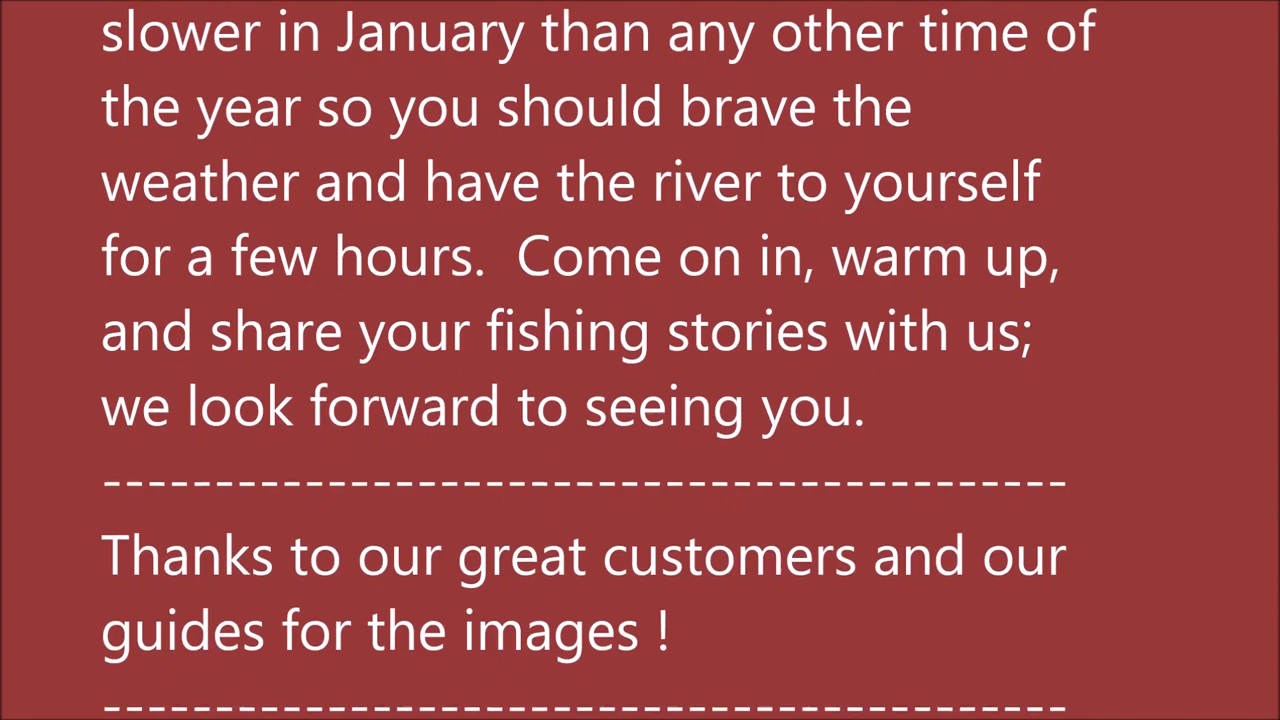 slower in January than any other time of
the year so you should brave the
weather and have the river to yourself
for a few hours.  Come on in, warm up,
and share your fishing stories with us;
we look forward to seeing you.
-------------------------------------------
Thanks to our great customers and our
guides for the images !
-------------------------------------------